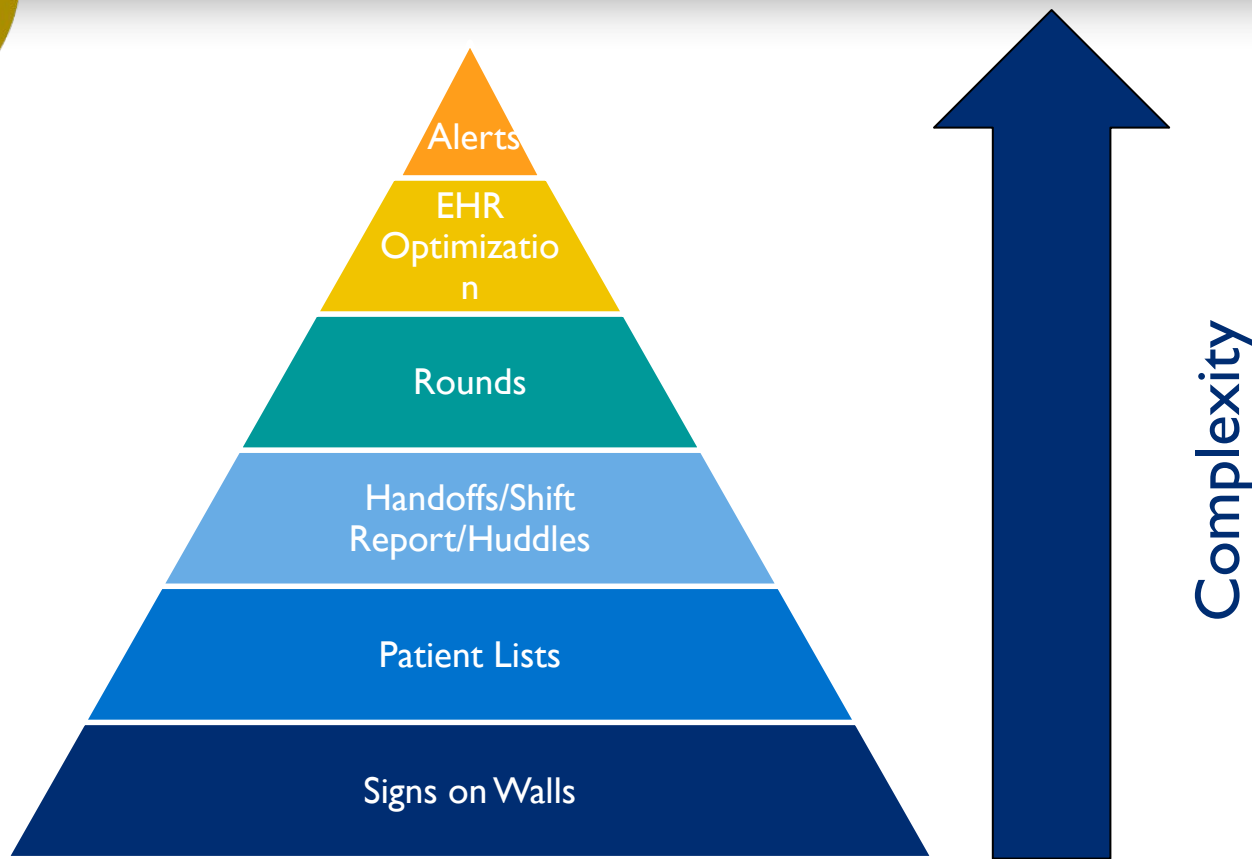 Alerts
EHR
Optimizatio
n
Rounds
Handoffs/Shift
Report/Huddles
Patient Lists
Signs on Walls
Complexity